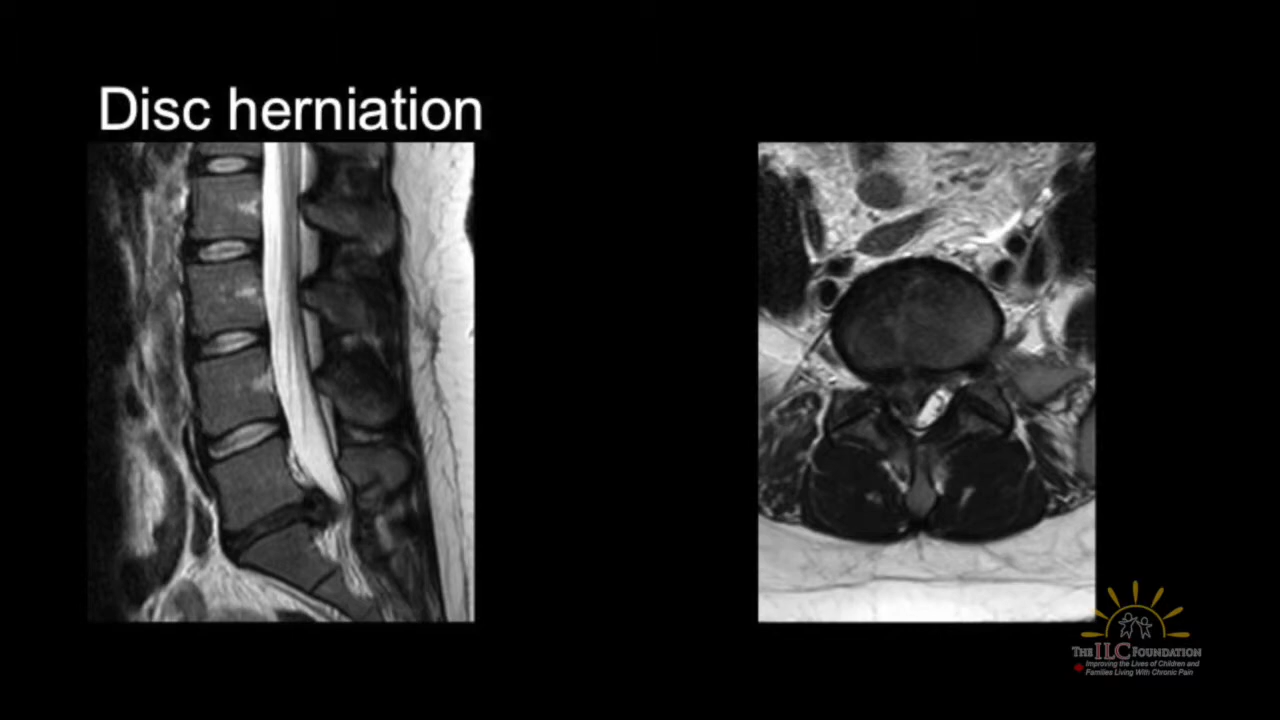 Disc herniation
THE ILC FOUNDATION
Improving the Lives of Children and
Families Living With Chronic Pain